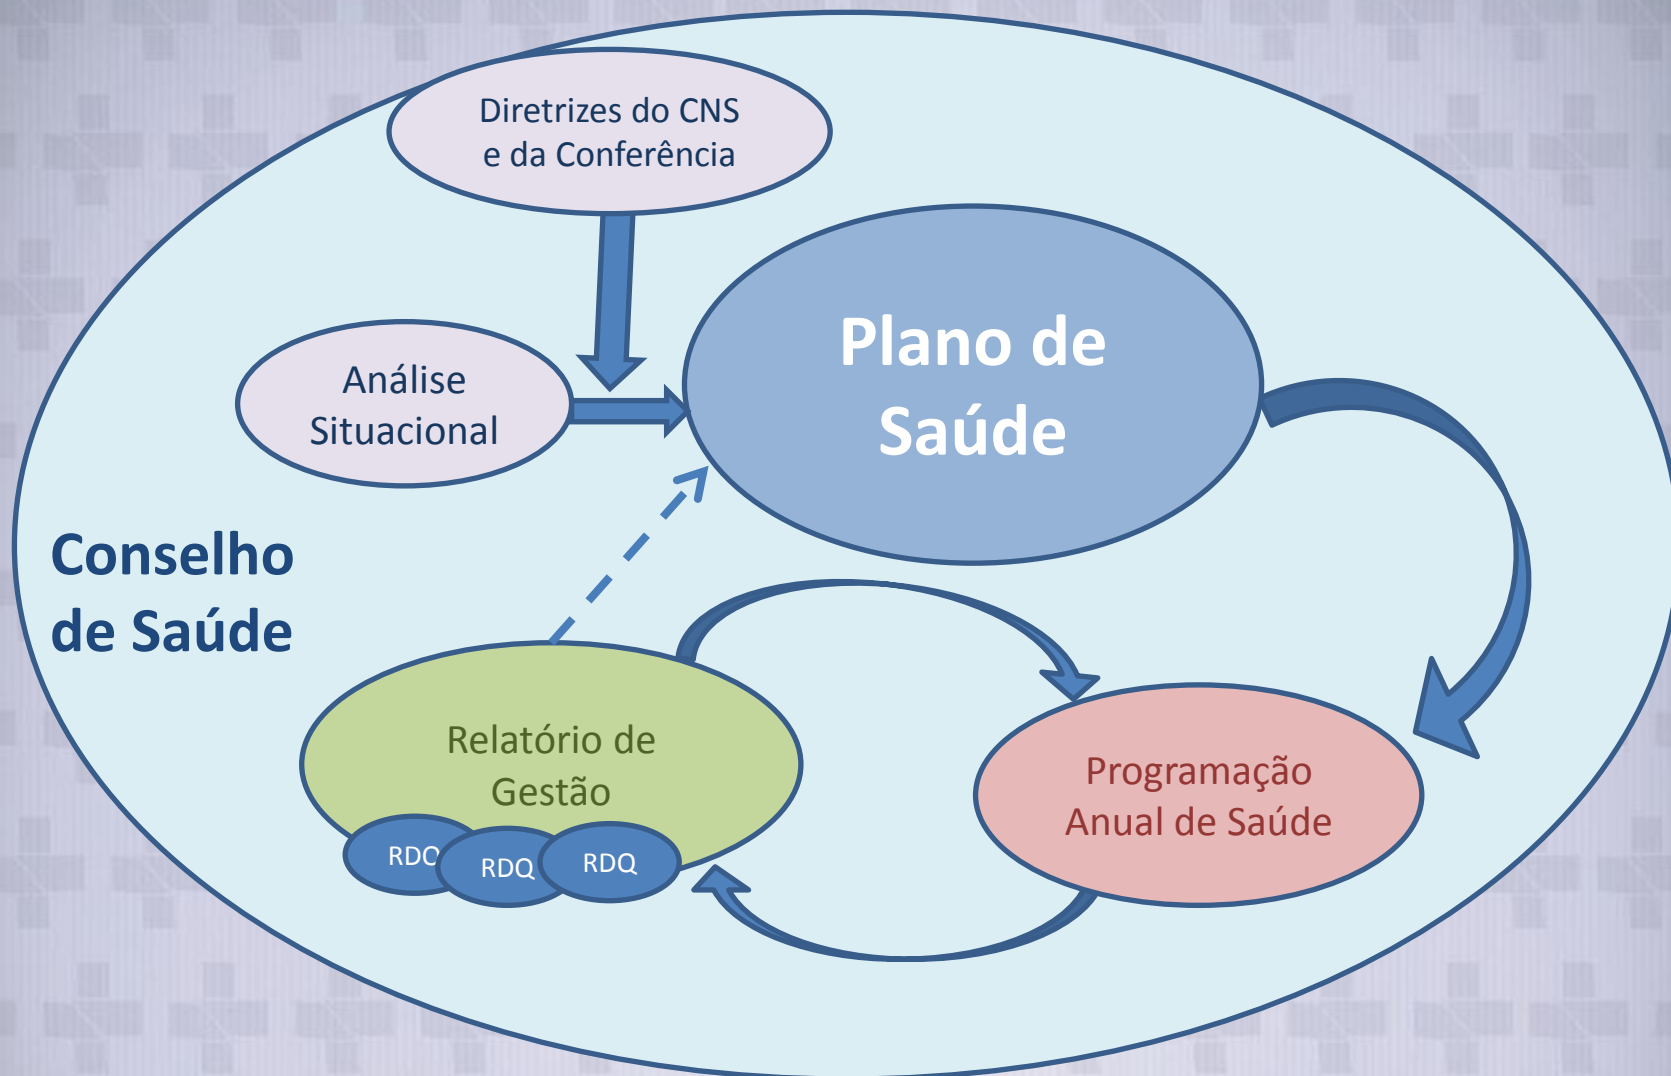 Diretrizes do CNS
e da Conferência
Plano de
Saúde
Análise
Situacional
Conselho
de Saúde
Relatório de
Gestão
RDQ
RDQ
RDQ
Programação
Anual de Saúde